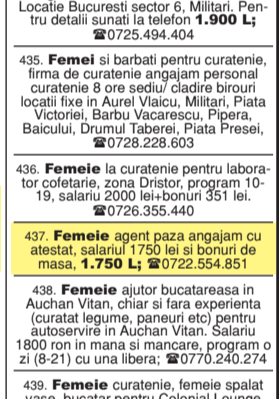 Locatie Bucuresti sector 6, Militari. Pen-
tru detalii sunati la telefon 1.900 L;
☎0725.494.404
435. Femei si barbati pentru curatenie,
firma de curatenie angajam personal
curatenie 8 ore sediu/ cladire birouri
locatii fixe in Aurel Vlaicu, Militari, Piata
Victoriei, Barbu Vacarescu, Pipera,
Baicului, Drumul Taberei, Piata Presei,
☎0728.228.603
436. Femeie la curatenie pentru labora-
tor cofetarie, zona Dristor, program 10-
19, salariu 2000 lei+bonuri 351 lei.
☎0726.355.440
437. Femeie agent paza angajam cu
atestat, salariul 1750 lei si bonuri de
masa, 1.750 L; ☎0722.554.851
438. Femeie ajutor bucatareasa in
Auchan Vitan, chiar si fara experienta
(curatat legume, paneuri etc) pentru
autoservire in Auchan Vitan. Salariu
1800 ron in mana si mancare, program o
zi (8-21) cu una libera; ☎0770.240.274
439. Femeie curatenie, femeie spalat
vase, bucatar pentru Colonial Lounge